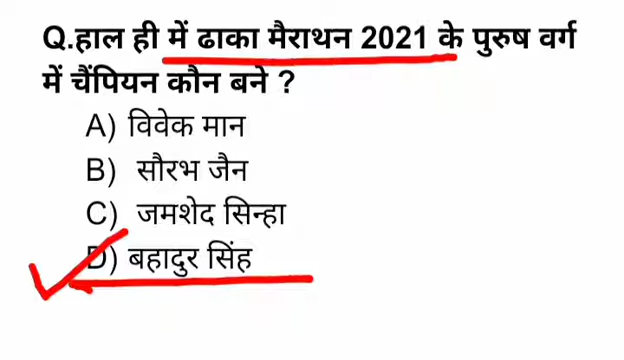 Q.हाल ही में ढाका मैराथन 2021 के पुरुष वर्ग
में चैंपियन कौन बने ?
A) विवेक मान
B) सौरभ जैन
C) जमशेद सिन्हा
D) बहादुर सिंह